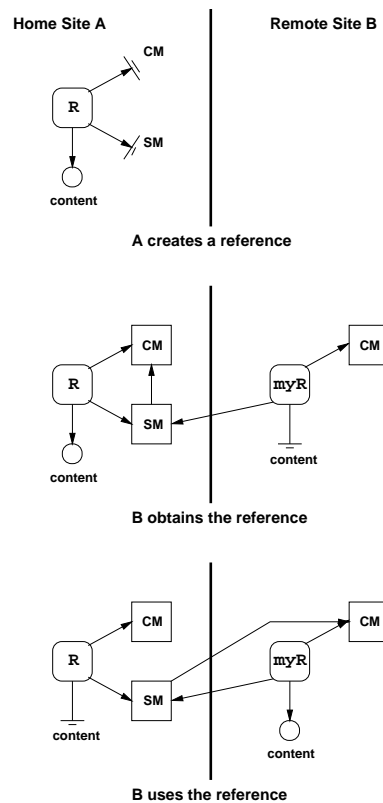 Home Site A
Remote Site B
CM
R
SM
content
A creates a reference
CM
CM
R
myR
SM
content
content
B obtains the reference
CM
CM
R
myR
SM
content
content
B uses the reference